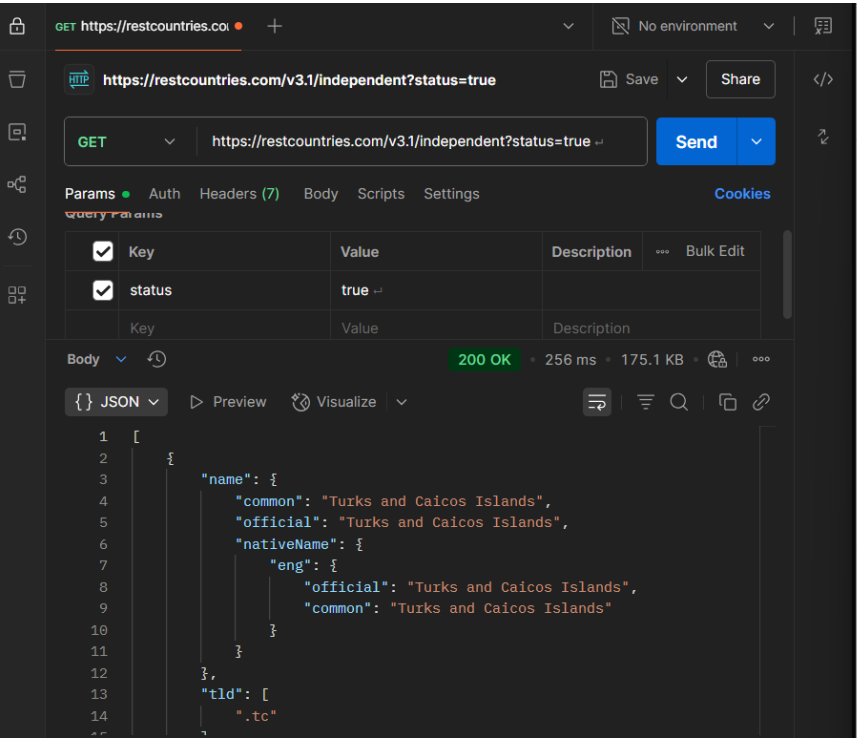 GET https://restcountries.co
No environment
HTTP https://restcountries.com/v3.1/independent?status=true Save Share
GET https://restcountries.com/v3.1/independent?status=true Send
Params Auth Headers (7) Body Scripts Settings Cookies
Query Params
Key Value Description Bulk Edit
status true
Key Value Description
Body 200 OK 256 ms 175.1 KB
{} JSON Preview Visualize
1 [
2 {
3 "name": {
4 "common": "Turks and Caicos Islands",
5 "official": "Turks and Caicos Islands",
6 "nativeName": {
7 "eng": {
8 "official": "Turks and Caicos Islands",
9 "common": "Turks and Caicos Islands"
10 }
11 }
12 },
13 "tld": [
14 ".tc"